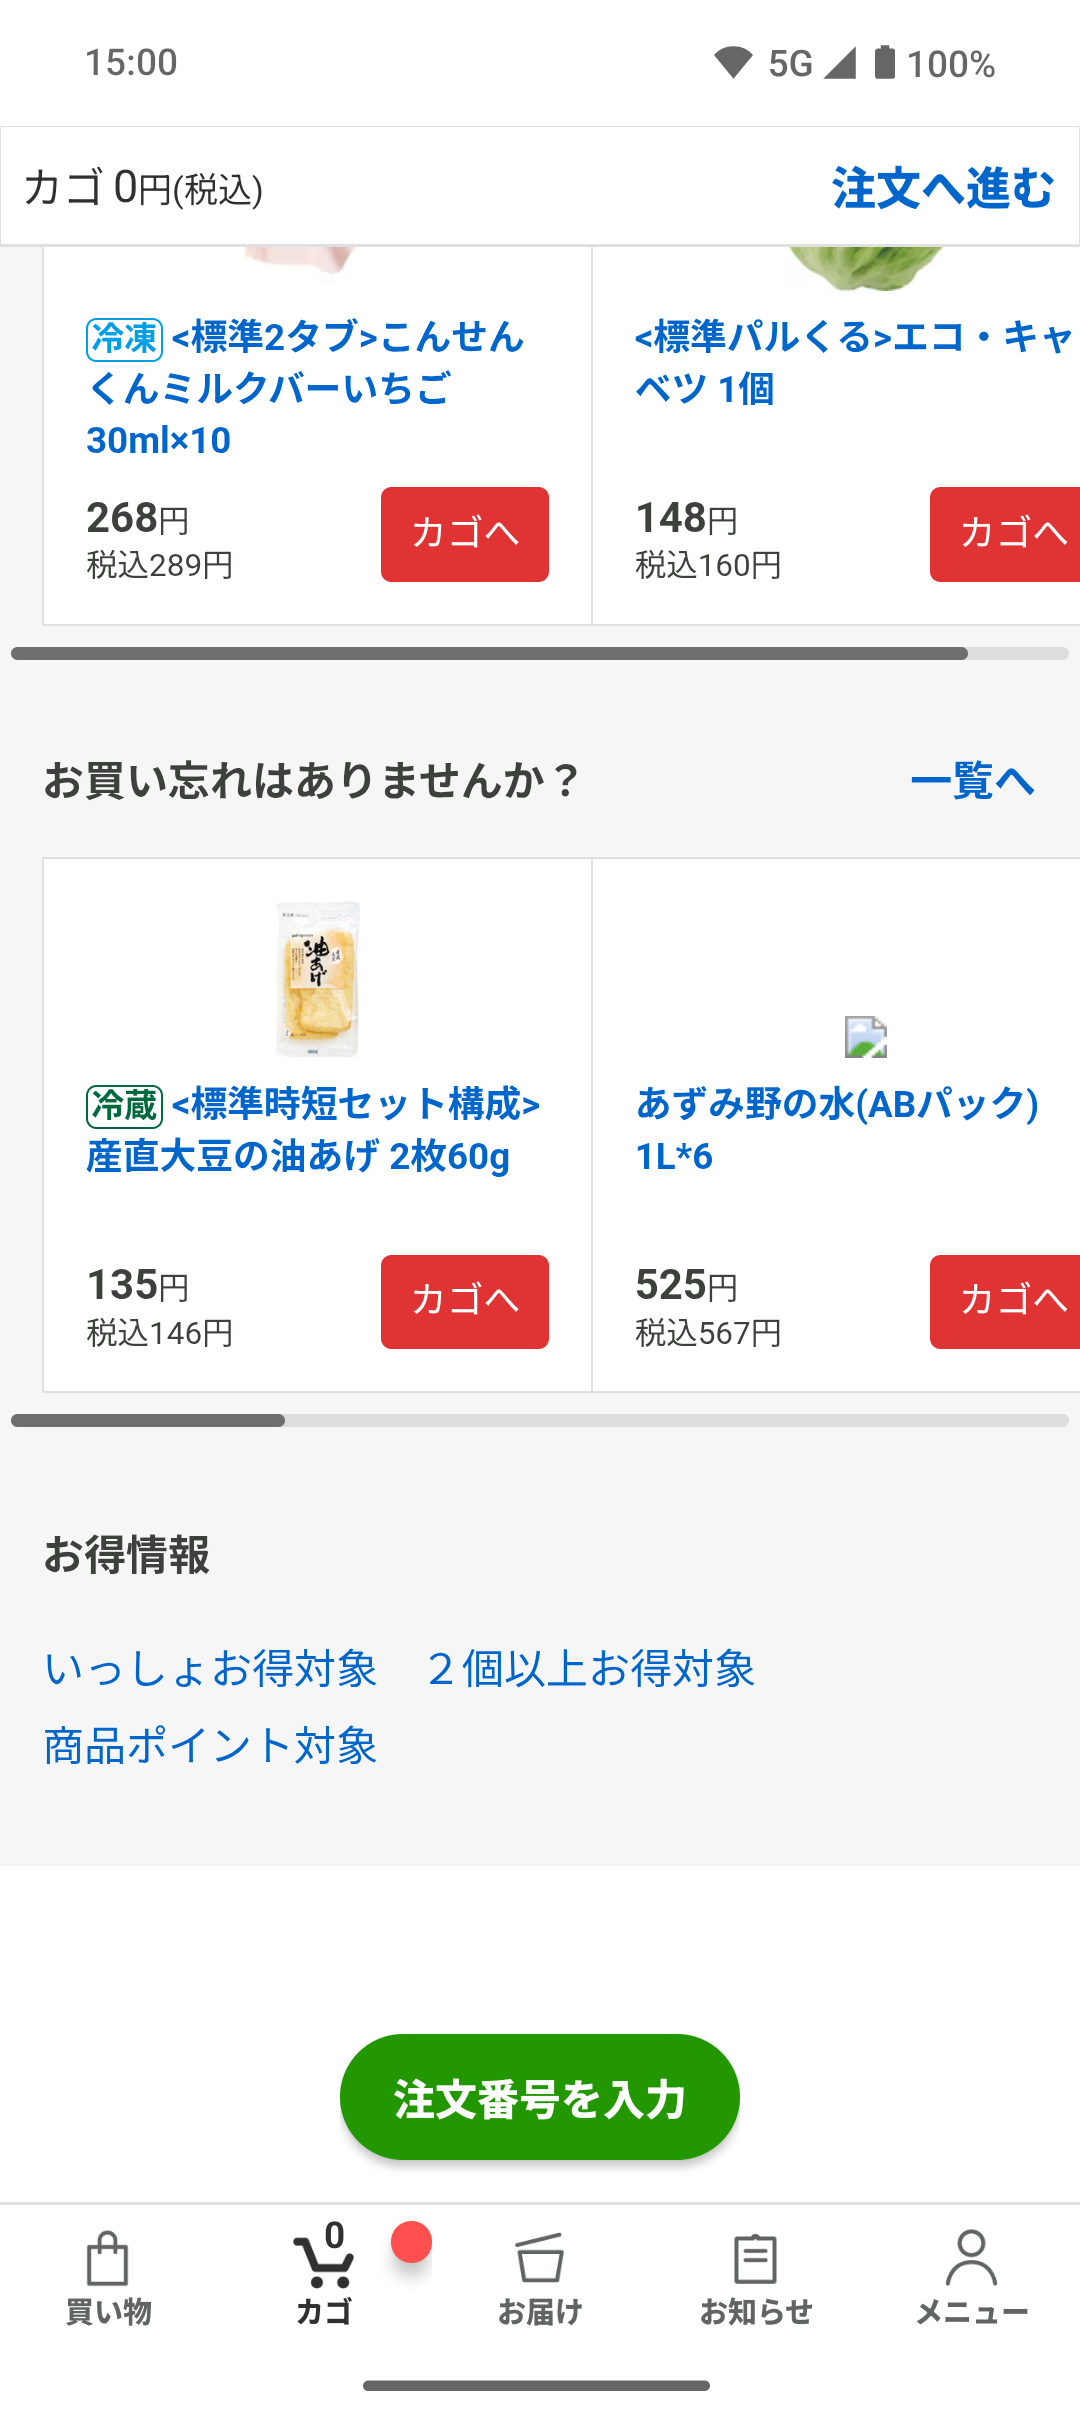 15:00
5G 100%
カゴ 0円(税込)
注文へ進む
冷凍 <標準2タブ>こんせん
くんミルクバーいちご
30ml×10
268円
税込289円
カゴへ
<標準パルくる>エコ・キャ
ベツ 1個
148円
税込160円
カゴへ
お買い忘れはありませんか？
一覧へ
油あげ
冷蔵 <標準時短セット構成>
産直大豆の油あげ 2枚60g
135円
税込146円
カゴへ
あずみ野の水(ABパック)
1L*6
525円
税込567円
カゴへ
お得情報
いっしょお得対象 ２個以上お得対象
商品ポイント対象
注文番号を入力
買い物
0
カゴ
お届け
お知らせ
メニュー